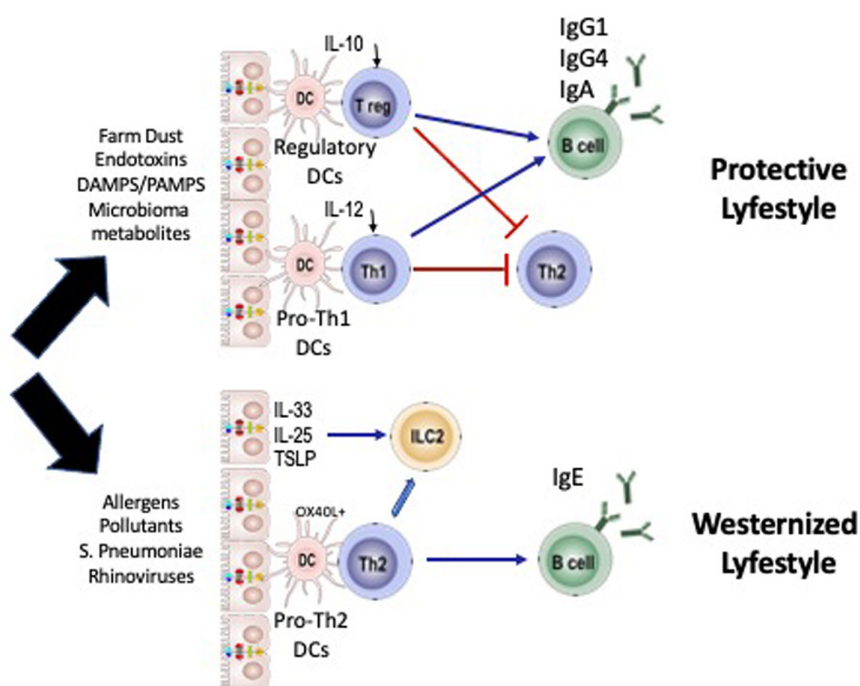 Farm Dust
Endotoxins
DAMPS/PAMPS
Microbioma
metabolites
IL-10
DC
T reg
Regulatory
DCs
IL-12
DC
Th1
Pro-Th1
DCs
IgG1
IgG4
IgA
B cell
Th2
Protective
Lyfestyle
Allergens
Pollutants
S. Pneumoniae
Rhinoviruses
IL-33
IL-25
TSLP
ILC2
OX40L+
DC
Th2
Pro-Th2
DCs
IgE
B cell
Westernized
Lyfestyle